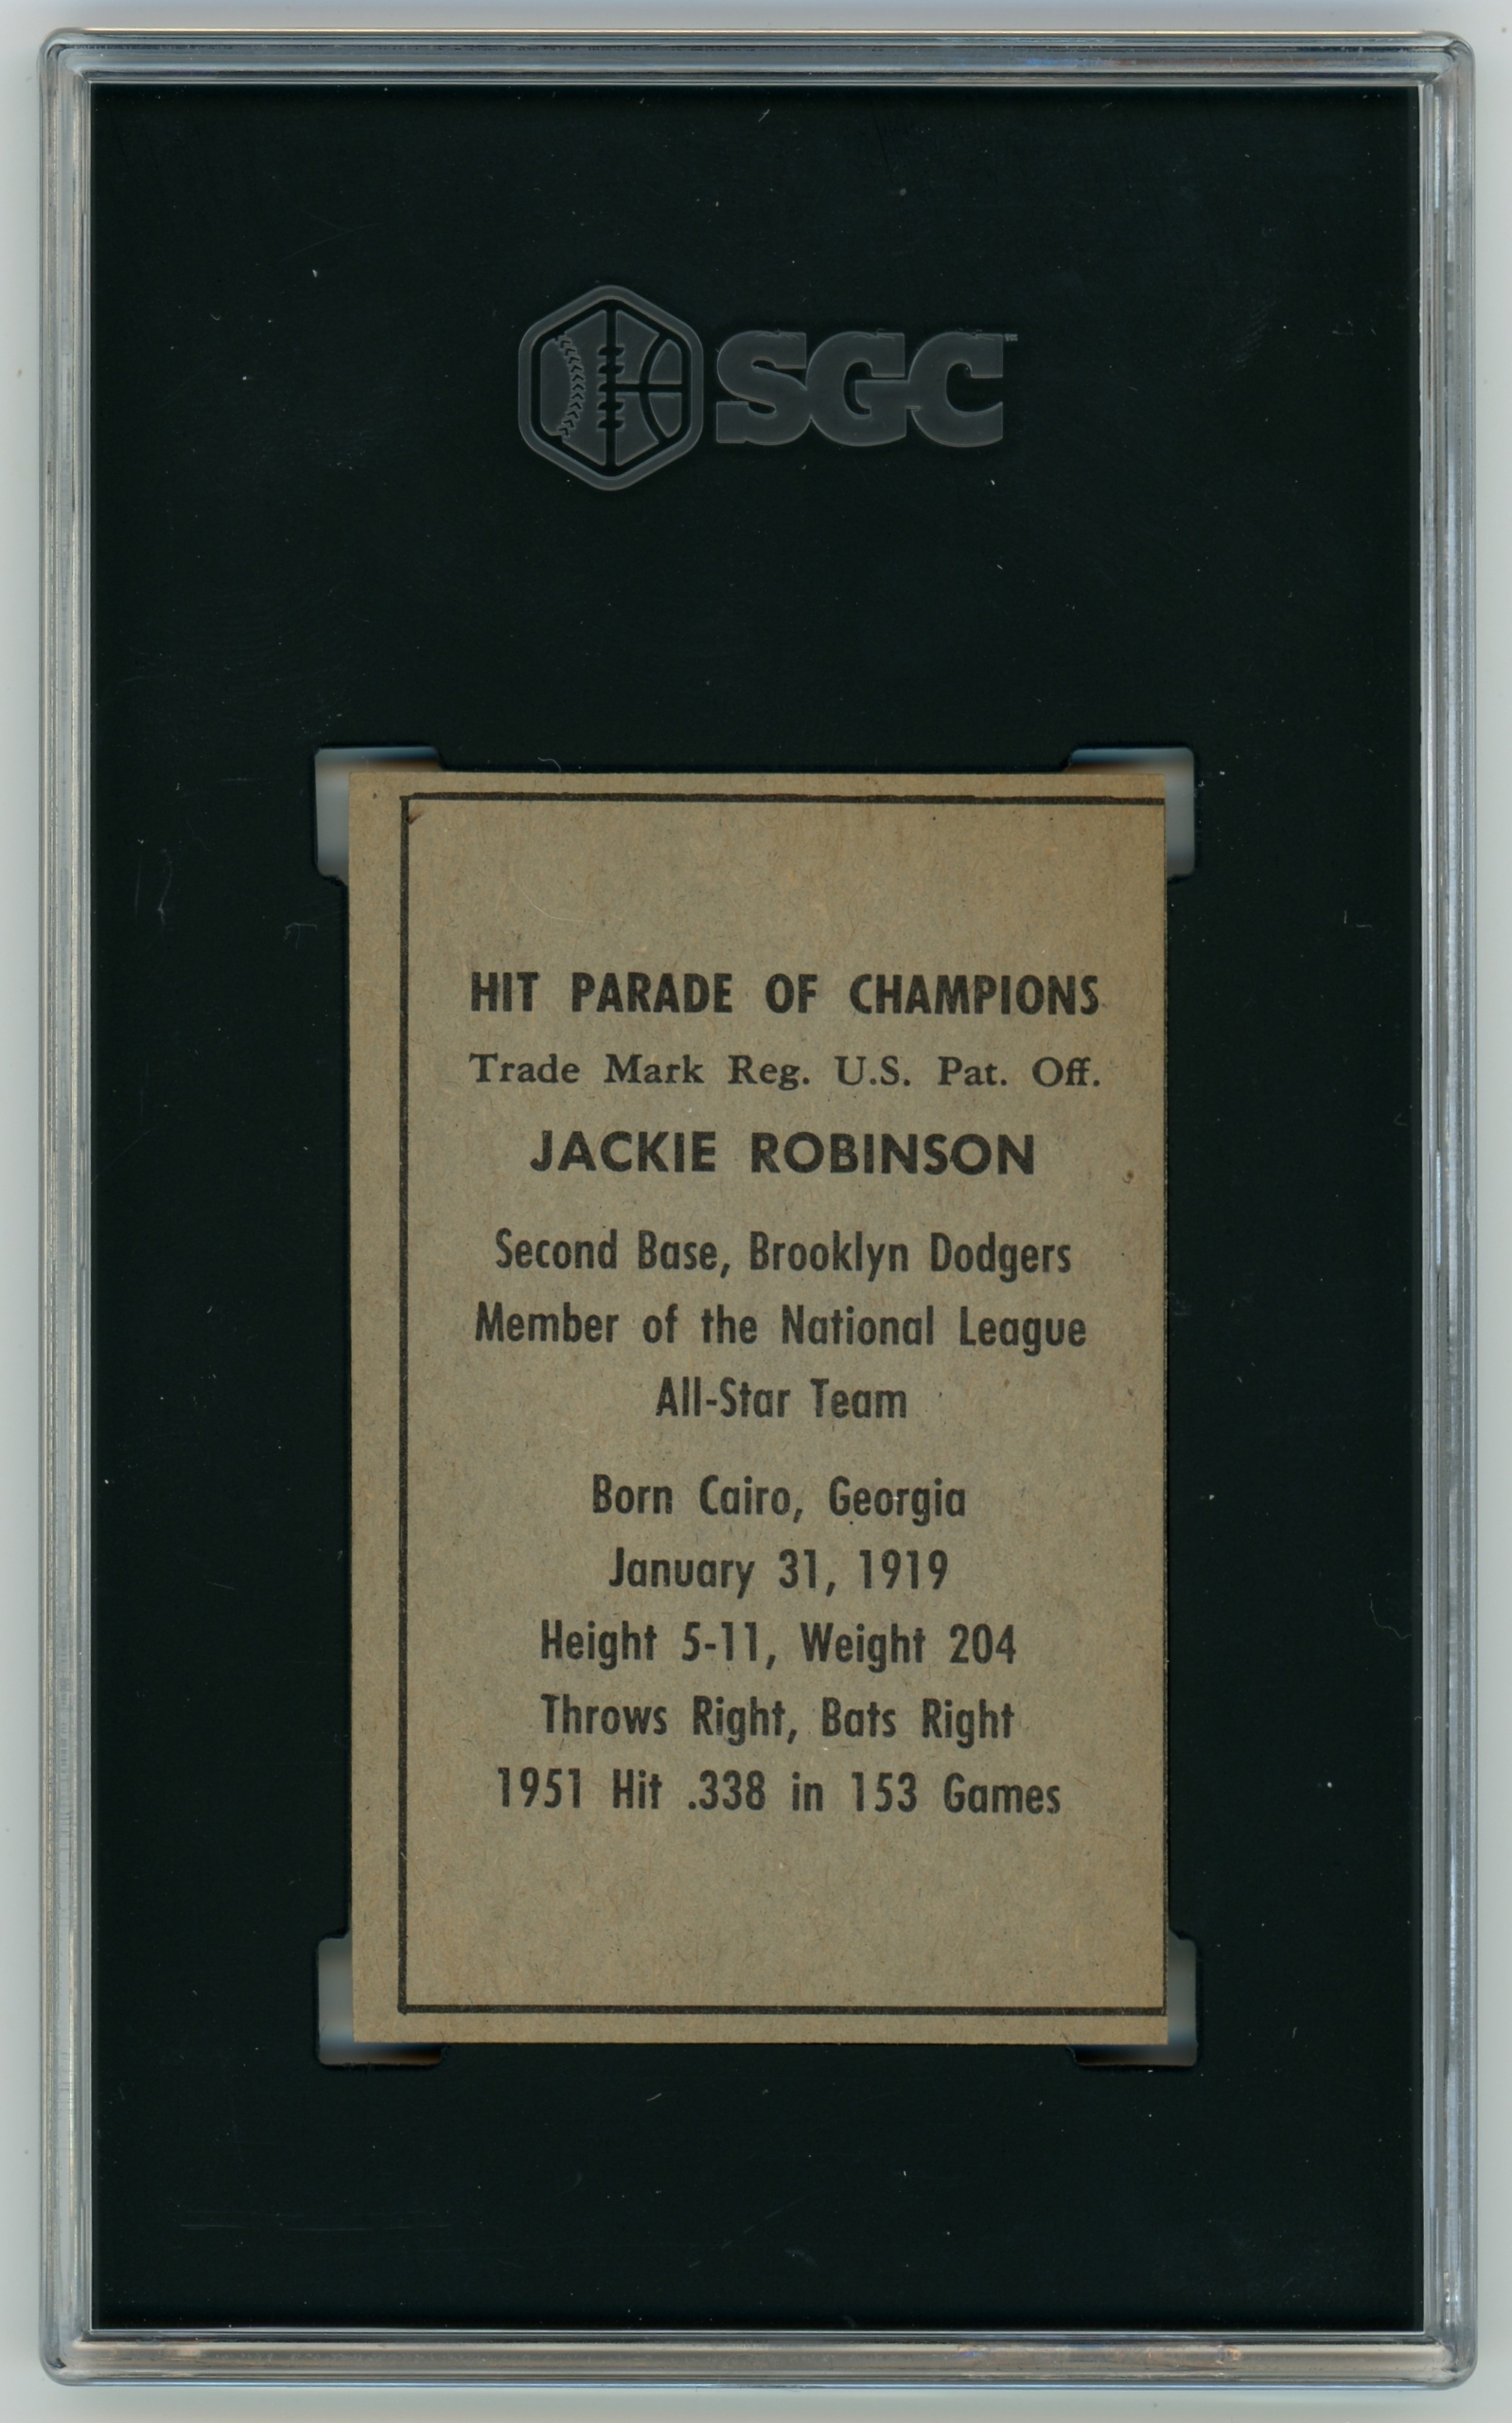 SGC
HIT PARADE OF CHAMPIONS
Trade Mark Reg. U.S. Pat. Off.
JACKIE ROBINSON
Second Base, Brooklyn Dodgers
Member of the National League
All-Star Team
Born Cairo, Georgia
January 31, 1919
Height 5-11, Weight 204
Throws Right, Bats Right
1951 Hit .338 in 153 Games